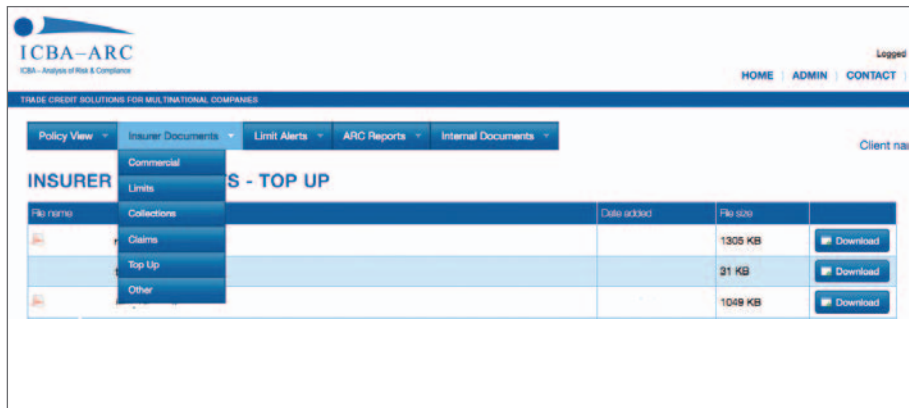 ICBA–ARC
ICBA – Analysis of Risk & Compliance
Logged
HOME | ADMIN | CONTACT |
TRADE CREDIT SOLUTIONS FOR MULTINATIONAL COMPANIES
Policy View Insurer Documents Limit Alerts ARC Reports Internal Documents
Client na
Commercial
INSURER S - TOP UP
Limits
File name Collections Date added File size
Claims 1305 KB Download
Top Up 31 KB Download
Other 1049 KB Download